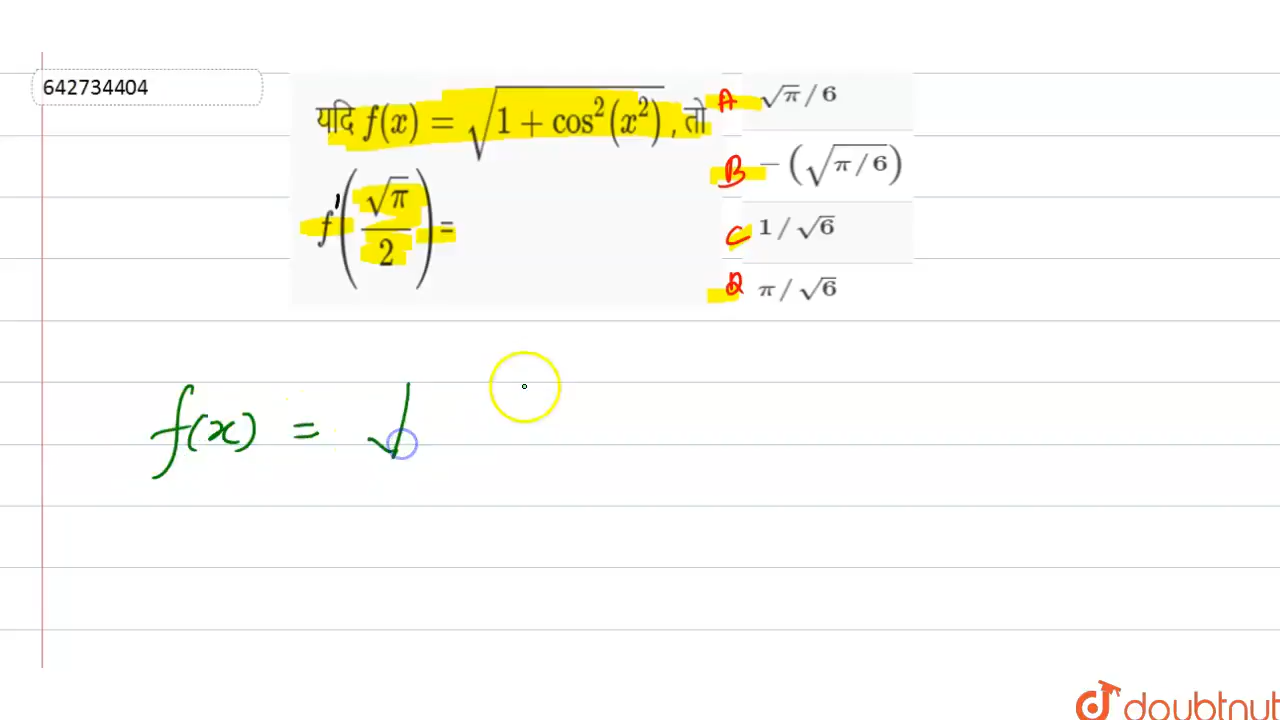 642734404
यदि f(x) = √(1 + cos²(x²)) , तो
f'(√π/2) =
A √π / 6
B − (√(π / 6))
C 1 / √6
D π / √6
f(x) = √
doubtnut